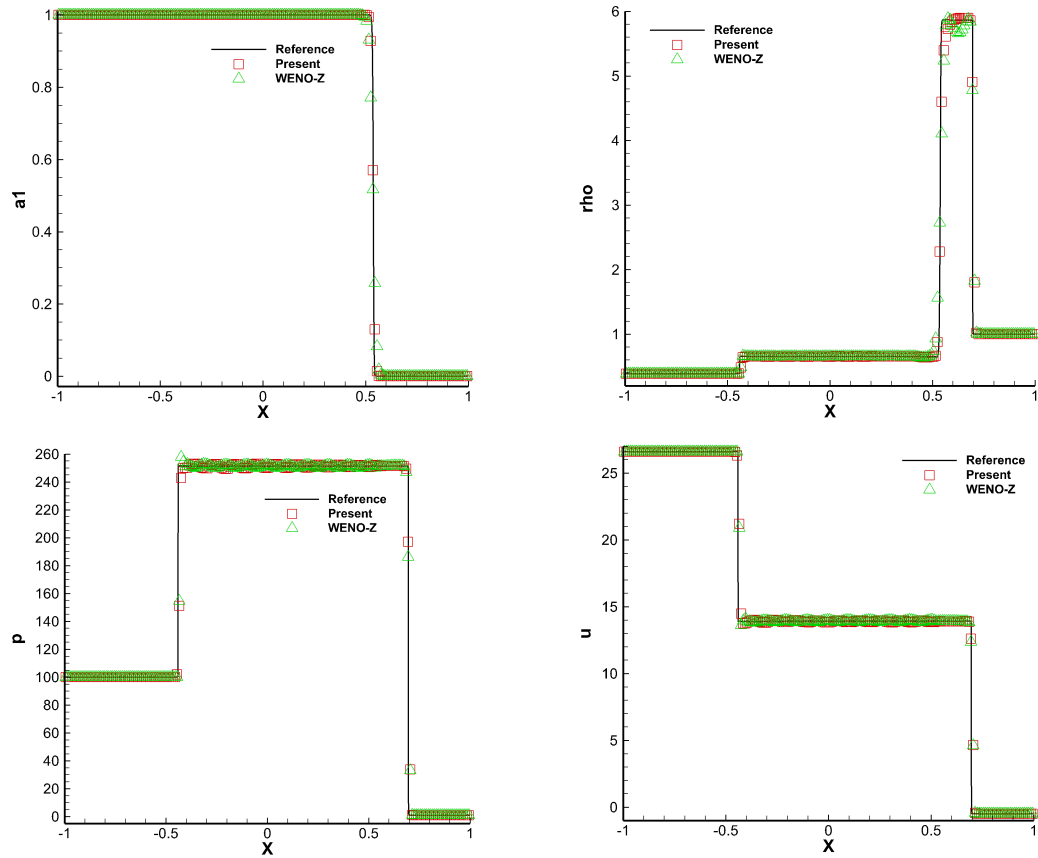 1
0.8
0.6
0.4
0.2
0
a1
-1 -0.5 0 0.5 1
X
Reference
Present
WENO-Z
6
5
4
3
2
1
rho
-1 -0.5 0 0.5 1
X
Reference
Present
WENO-Z
260
240
220
200
180
160
140
120
100
80
60
40
20
0
p
-1 -0.5 0 0.5 1
X
Reference
Present
WENO-Z
25
20
15
10
5
0
u
-1 -0.5 0 0.5 1
X
Reference
Present
WENO-Z